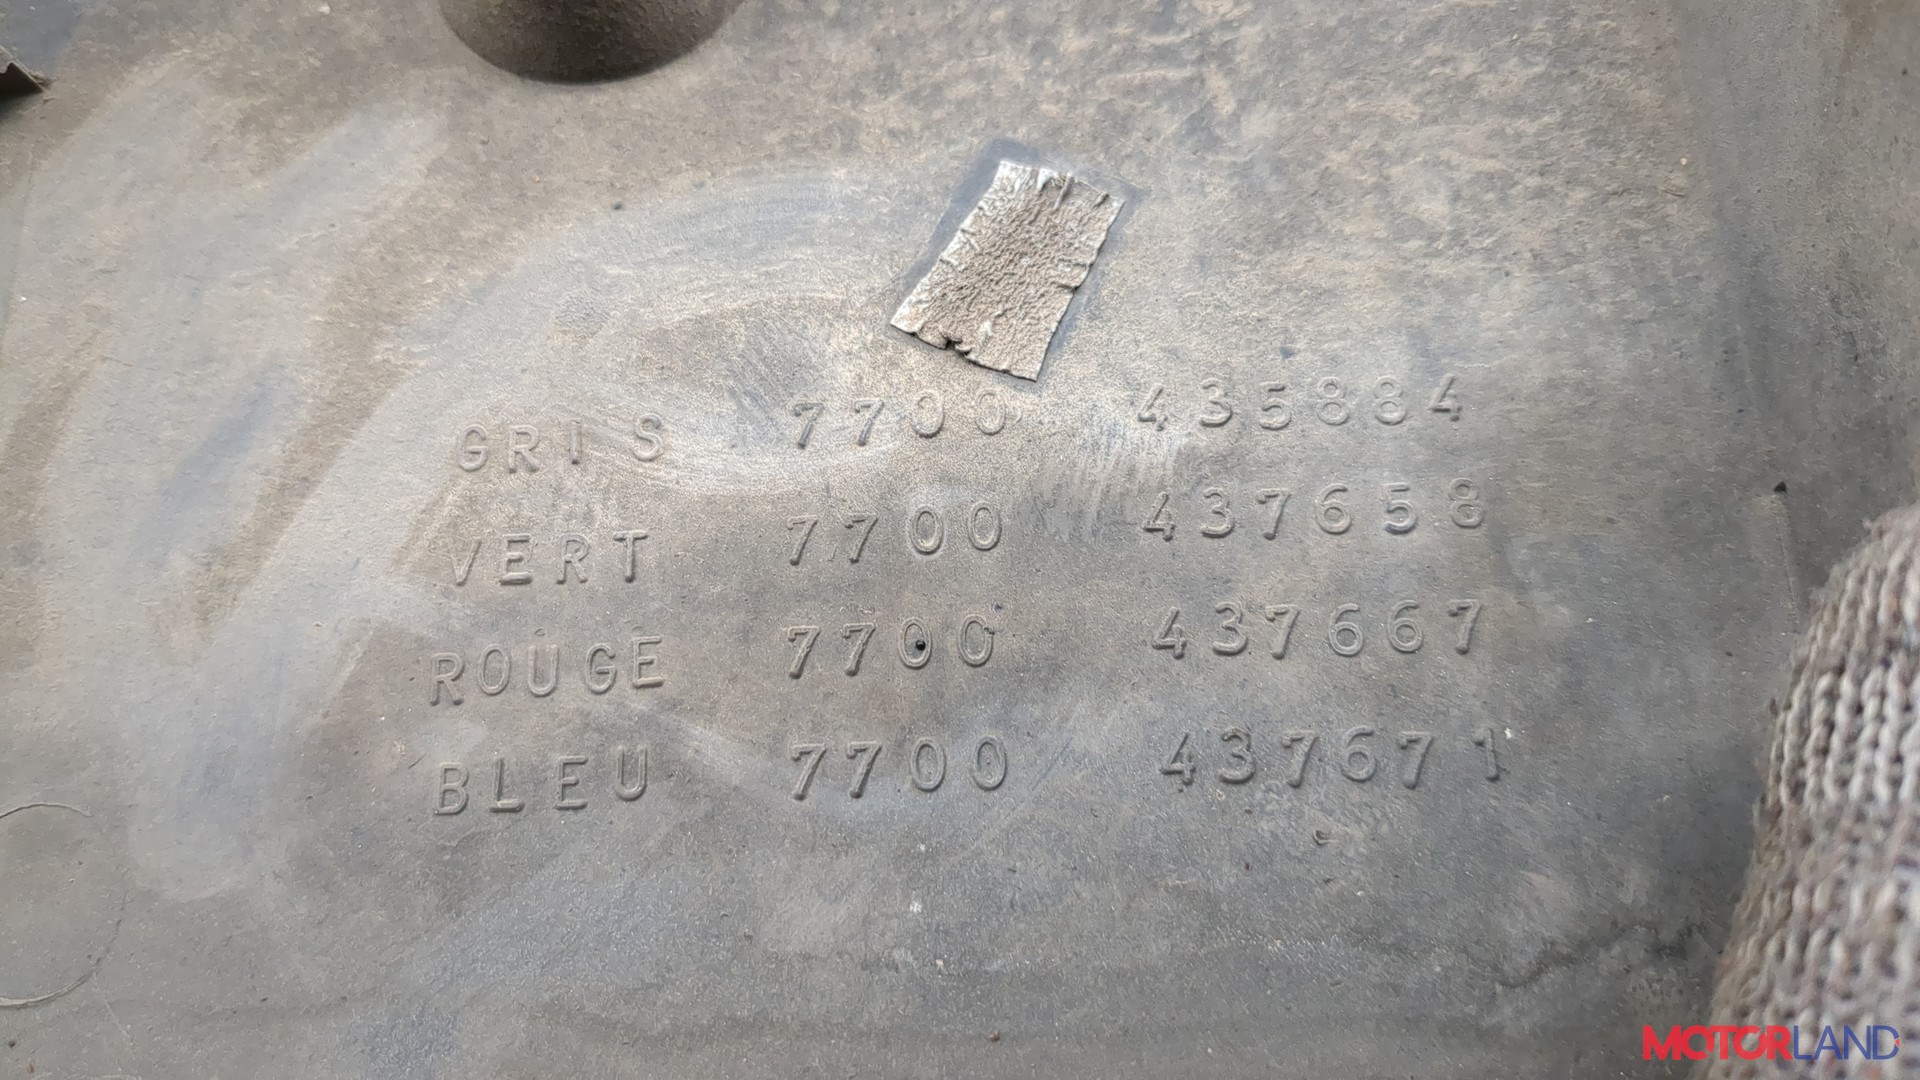 GRIS 7700 435884
VERT 7700 437658
ROUGE 7700 437667
BLEU 7700 437671
MOTORLAND